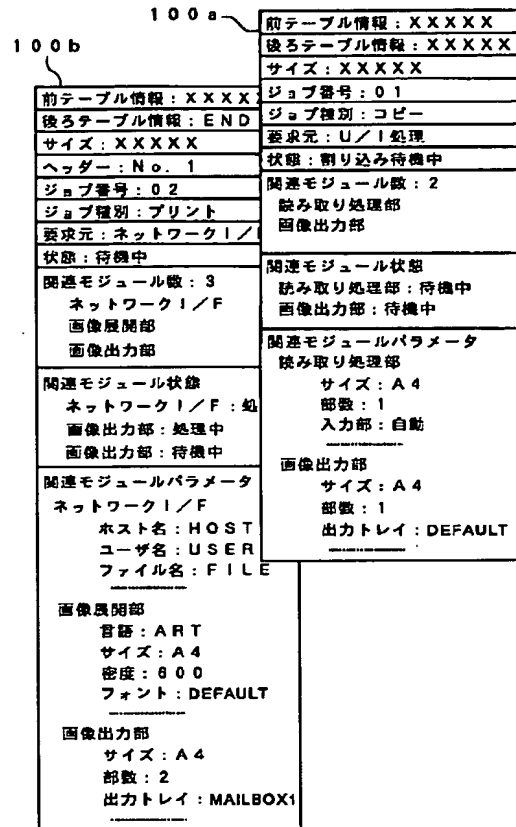 100a
前テーブル情報：XXXXX
後ろテーブル情報：XXXXX
サイズ：XXXXX
ジョブ番号：01
ジョブ種別：コピー
要求元：U／I処理
状態：割り込み待機中
関連モジュール数：2
読み取り処理部
画像出力部
関連モジュール状態
読み取り処理部：待機中
画像出力部：待機中
関連モジュールパラメータ
読み取り処理部
サイズ：A4
部数：1
入力部：自動
画像出力部
サイズ：A4
部数：1
出力トレイ：DEFAULT
100b
前テーブル情報：XXXX
後ろテーブル情報：END
サイズ：XXXXX
ヘッダー：No. 1
ジョブ番号：02
ジョブ種別：プリント
要求元：ネットワークI／
状態：待機中
関連モジュール数：3
ネットワークI／F
画像展開部
画像出力部
関連モジュール状態
ネットワークI／F：処
画像出力部：処理中
画像出力部：待機中
関連モジュールパラメータ
ネットワークI／F
ホスト名：HOST
ユーザ名：USER
ファイル名：FILE
画像展開部
言語：ART
サイズ：A4
密度：600
フォント：DEFAULT
画像出力部
サイズ：A4
部数：2
出力トレイ：MAILBOX1